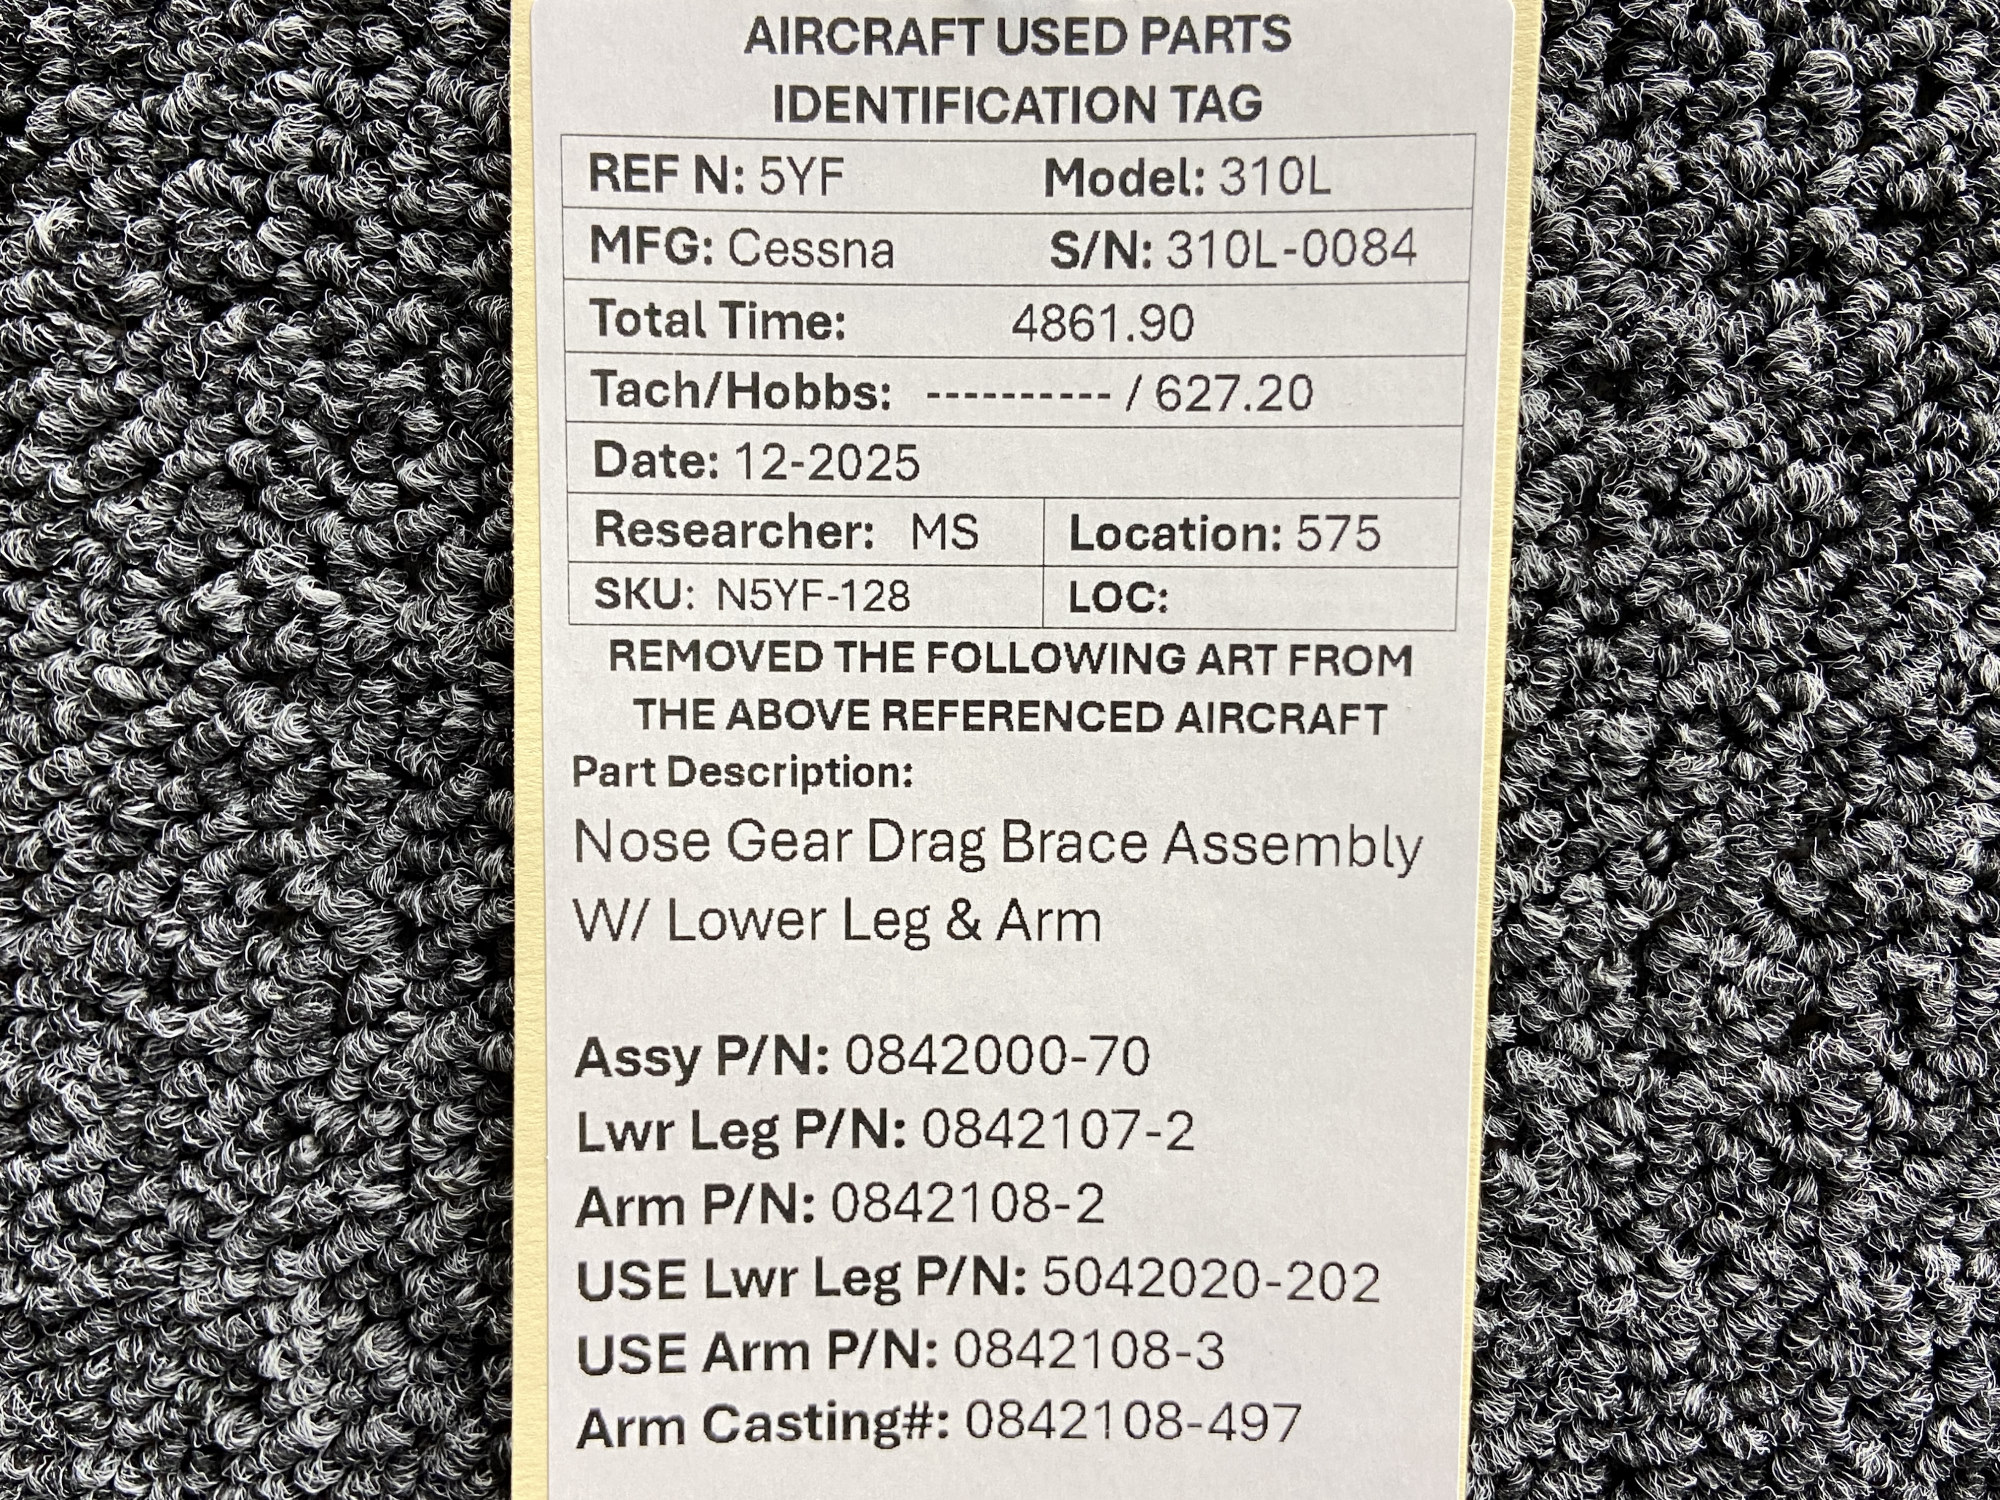 AIRCRAFT USED PARTS
IDENTIFICATION TAG
REF N: 5YF Model: 310L
MFG: Cessna S/N: 310L-0084
Total Time: 4861.90
Tach/Hobbs: ---------- / 627.20
Date: 12-2025
Researcher: MS Location: 575
SKU: N5YF-128 LOC:
REMOVED THE FOLLOWING ART FROM
THE ABOVE REFERENCED AIRCRAFT
Part Description:
Nose Gear Drag Brace Assembly
W/ Lower Leg & Arm
Assy P/N: 0842000-70
Lwr Leg P/N: 0842107-2
Arm P/N: 0842108-2
USE Lwr Leg P/N: 5042020-202
USE Arm P/N: 0842108-3
Arm Casting#: 0842108-497